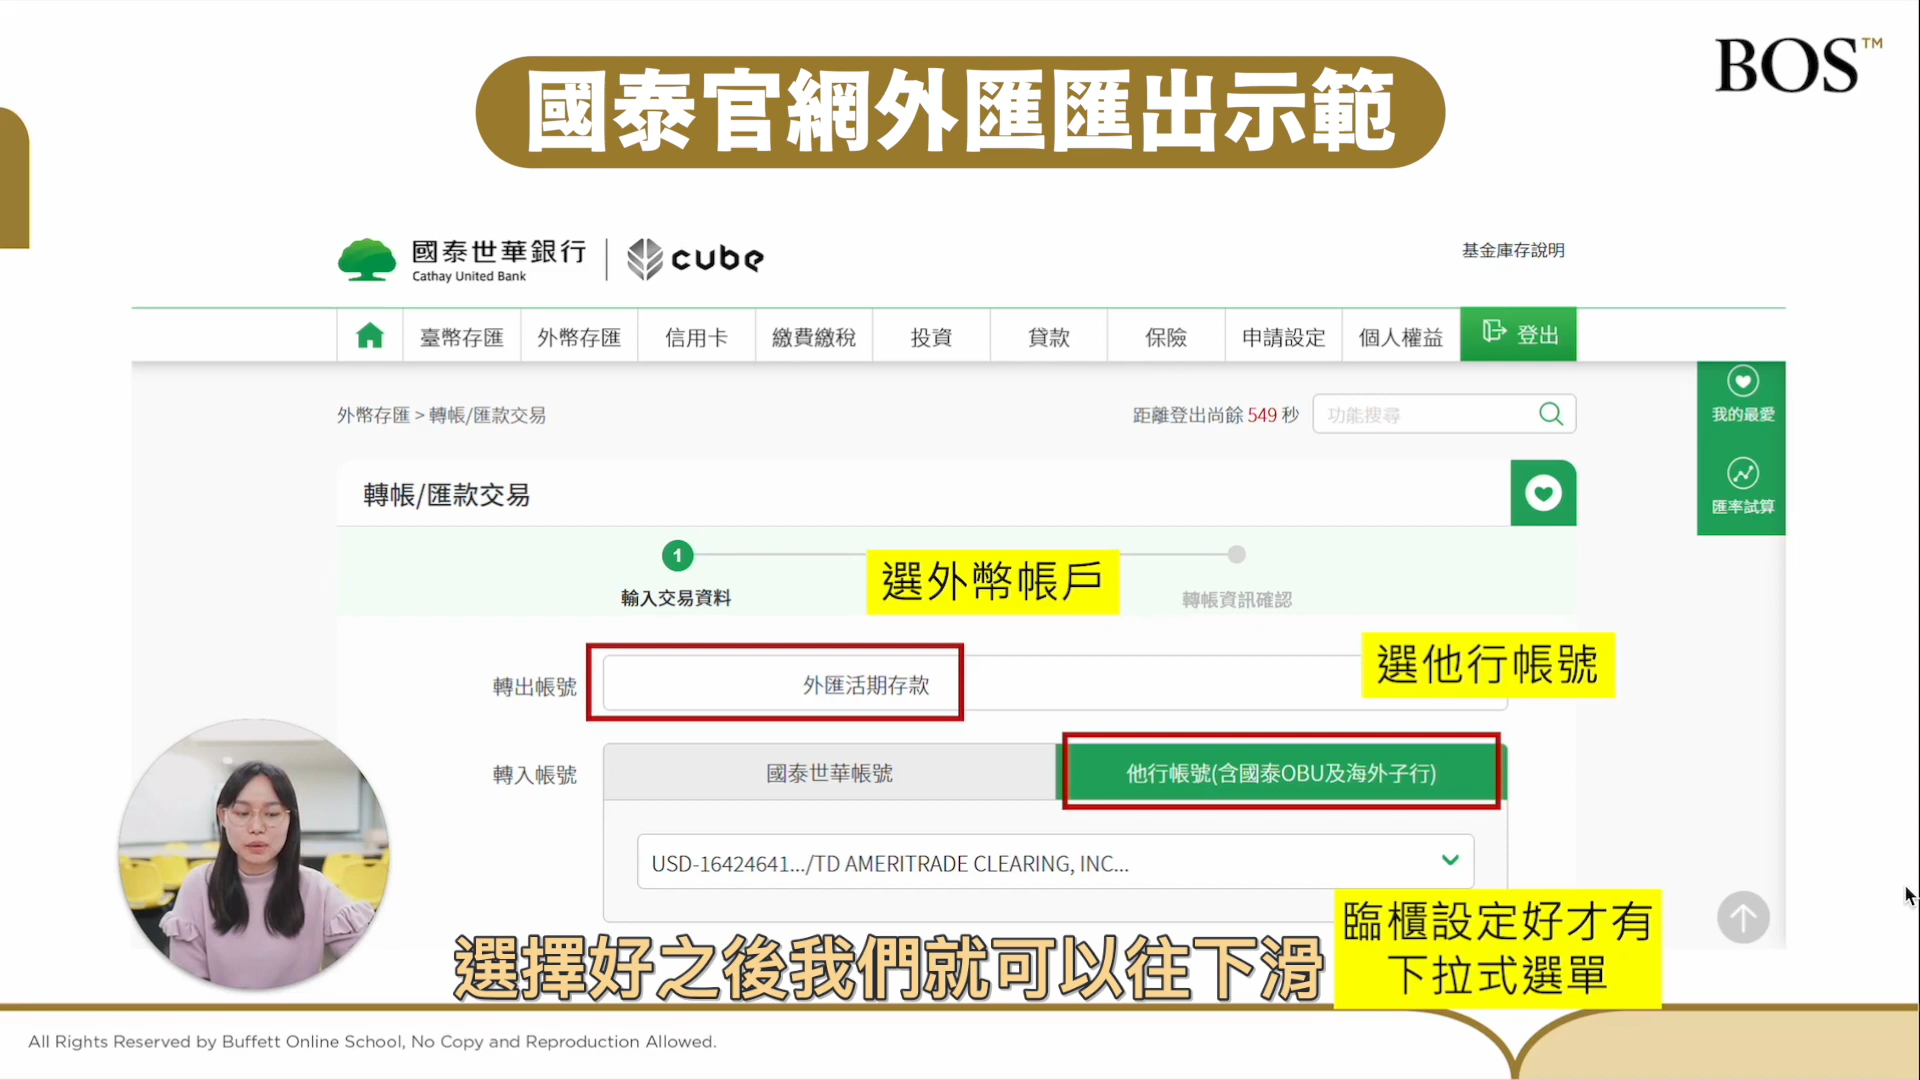 BOS™
國泰官網外匯匯出示範
國泰世華銀行
Cathay United Bank
cube
基金庫存說明
臺幣存匯
外幣存匯
信用卡
繳費繳稅
投資
貸款
保險
申請設定
個人權益
登出
我的最愛
匯率試算
外幣存匯 > 轉帳/匯款交易
距離登出尚餘 549 秒
功能搜尋
轉帳/匯款交易
1
輸入交易資料
選外幣帳戶
轉帳資訊確認
轉出帳號
外匯活期存款
選他行帳號
轉入帳號
國泰世華帳號
他行帳號(含國泰OBU及海外子行)
USD-16424641.../TD AMERITRADE CLEARING, INC...
臨櫃設定好才有
下拉式選單
選擇好之後我們就可以往下滑
All Rights Reserved by Buffett Online School, No Copy and Reproduction Allowed.